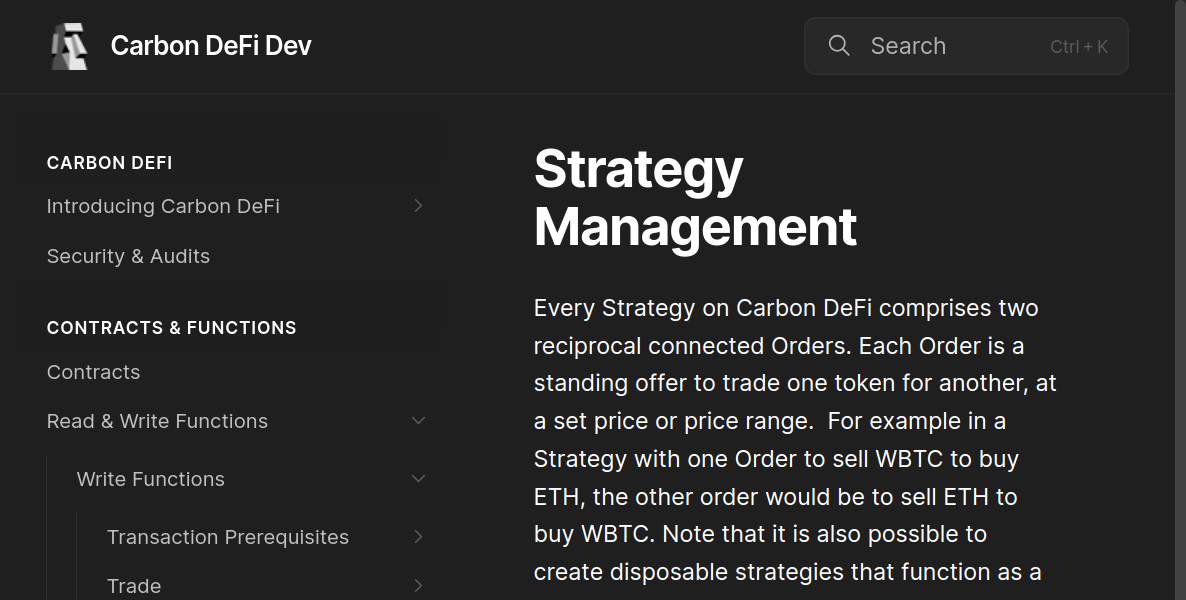 Carbon DeFi Dev
Search
Ctrl + K
CARBON DEFI
Introducing Carbon DeFi
Security & Audits
CONTRACTS & FUNCTIONS
Contracts
Read & Write Functions
Write Functions
Transaction Prerequisites
Trade
Strategy
Management
Every Strategy on Carbon DeFi comprises two
reciprocal connected Orders. Each Order is a
standing offer to trade one token for another, at
a set price or price range.  For example in a
Strategy with one Order to sell WBTC to buy
ETH, the other order would be to sell ETH to
buy WBTC. Note that it is also possible to
create disposable strategies that function as a